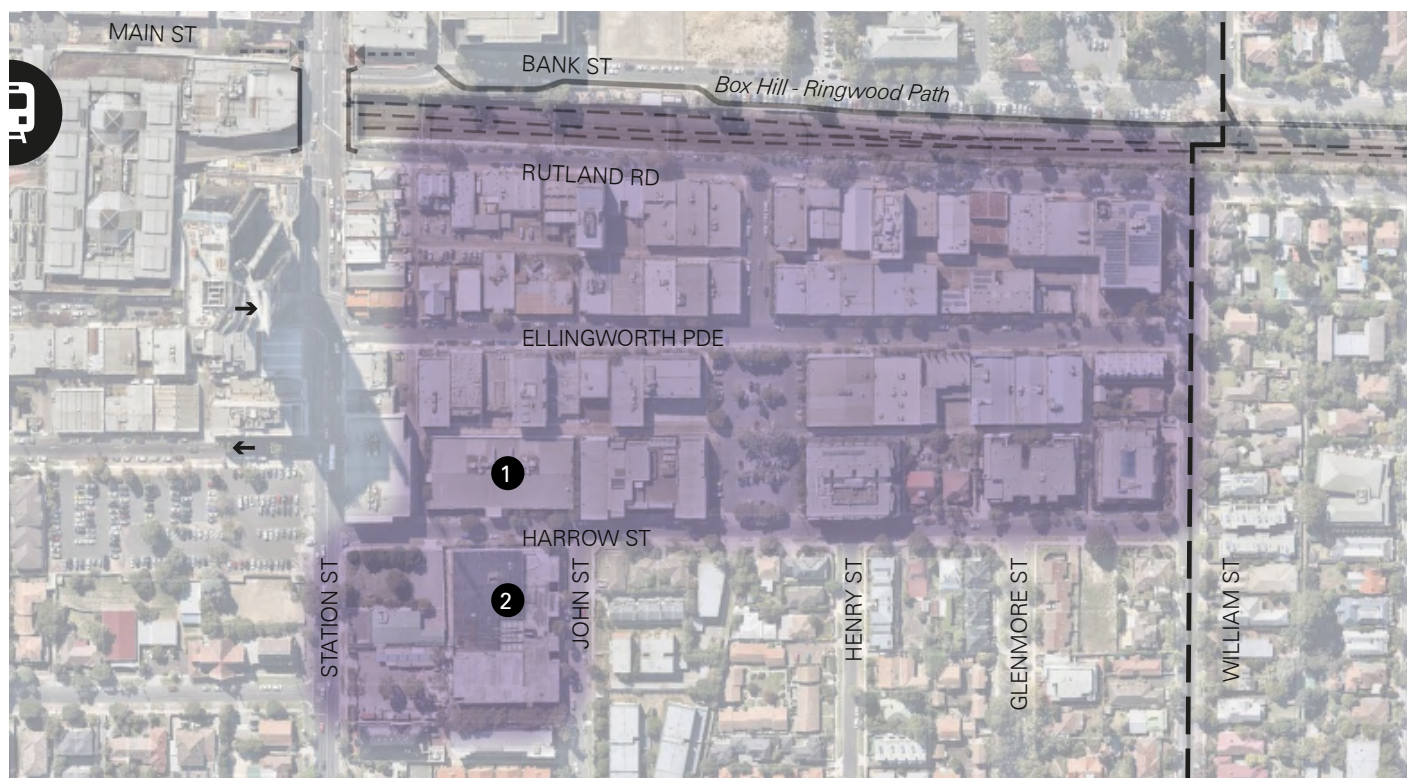 MAIN ST
BANK ST
Box Hill - Ringwood Path
RUTLAND RD
ELLINGWORTH PDE
1
HARROW ST
2
STATION ST
JOHN ST
HENRY ST
GLENMORE ST
WILLIAM ST